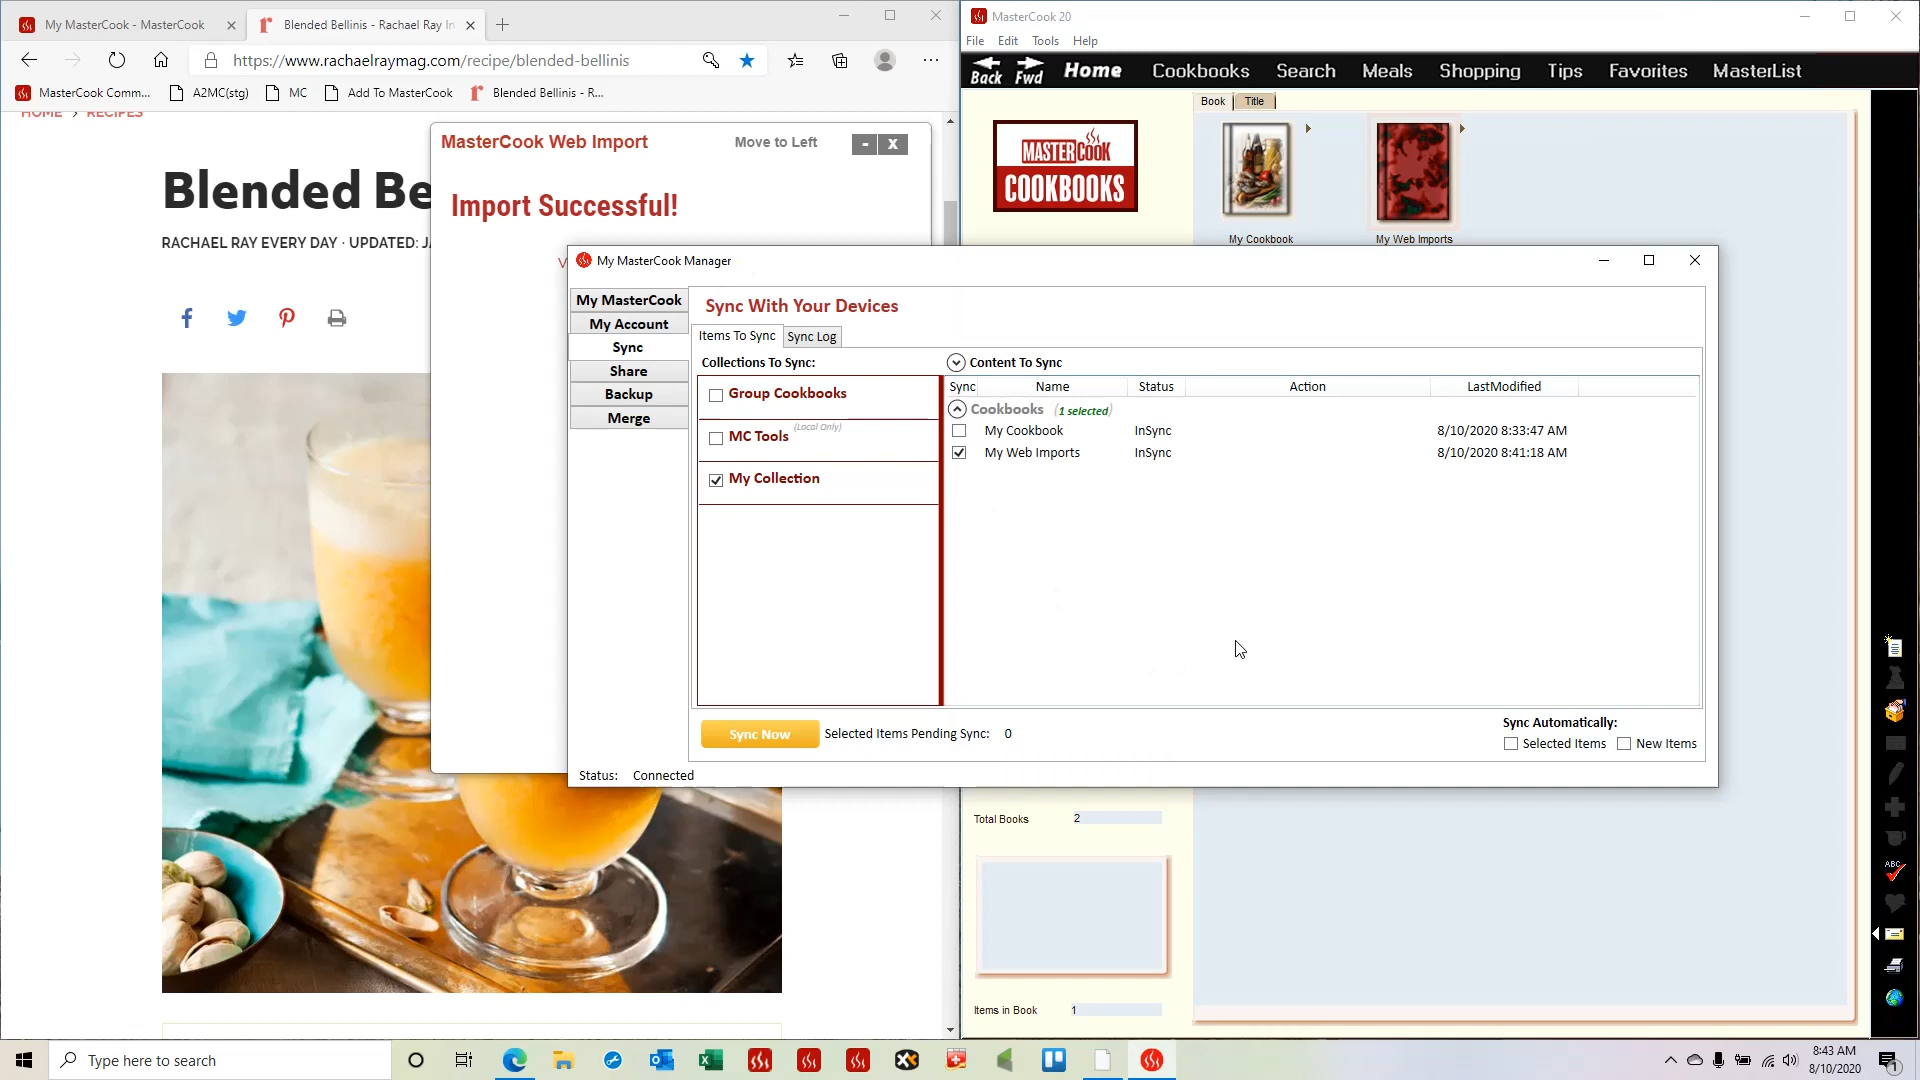 My MasterCook - MasterCook
Blended Bellinis - Rachael Ray In
https://www.rachaelraymag.com/recipe/blended-bellinis
MasterCook Comm...
A2MC(stg)
MC
Add To MasterCook
Blended Bellinis - R...
HOME > RECIPES
Blended Be
RACHAEL RAY EVERY DAY · UPDATED: JA
MasterCook Web Import
Move to Left
- X
Import Successful!
V
MasterCook 20
File Edit Tools Help
Back Fwd Home Cookbooks Search Meals Shopping Tips Favorites MasterList
Book Title
MASTERCOOK
COOKBOOKS
My Cookbook
My Web Imports
My MasterCook Manager
My MasterCook
My Account
Sync
Share
Backup
Merge
Sync With Your Devices
Items To Sync Sync Log
Collections To Sync:
Group Cookbooks
MC Tools (Local Only)
My Collection
Content To Sync
Sync Name Status Action LastModified
Cookbooks (1 selected)
My Cookbook InSync 8/10/2020 8:33:47 AM
My Web Imports InSync 8/10/2020 8:41:18 AM
Sync Now Selected Items Pending Sync: 0
Sync Automatically:
Selected Items New Items
Status: Connected
Total Books 2
Items in Book 1
ABC
Type here to search
8:43 AM
8/10/2020
1